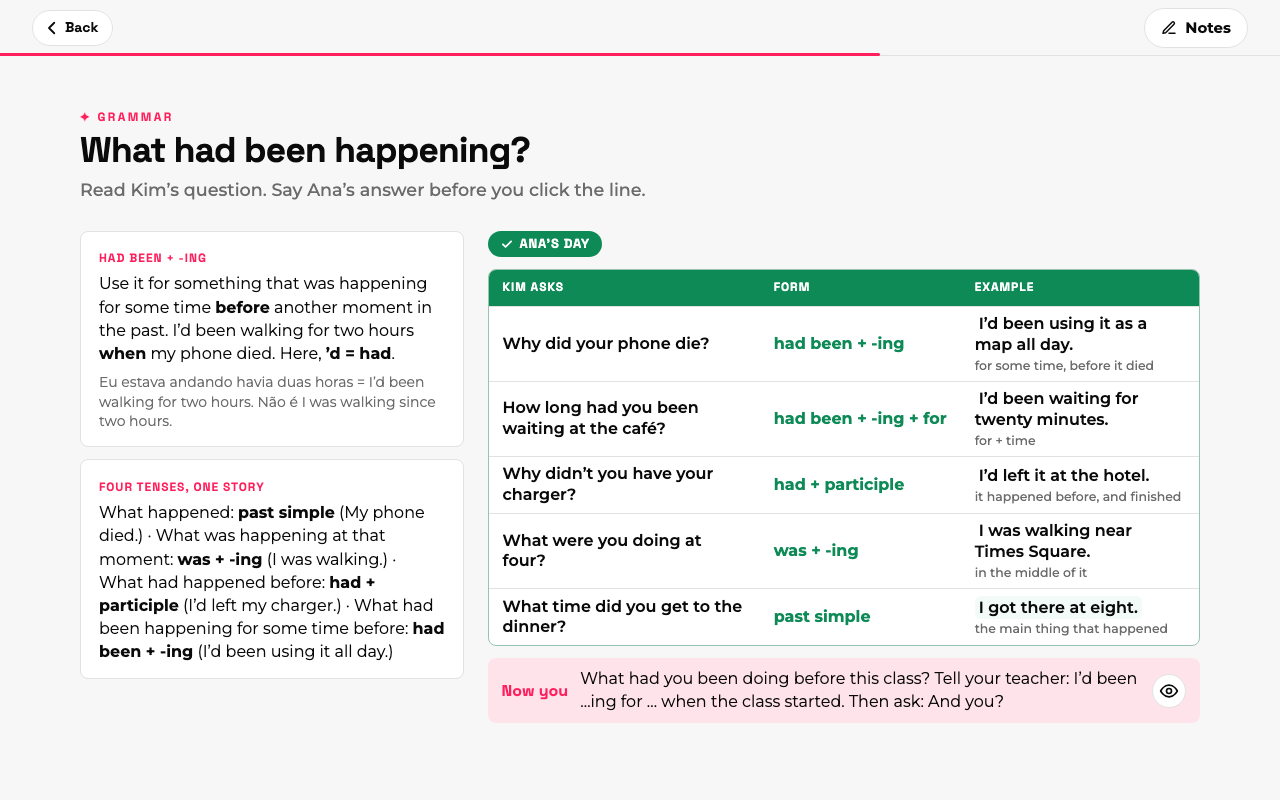 Back
Notes
✦ GRAMMAR
What had been happening?
Read Kim’s question. Say Ana’s answer before you click the line.
HAD BEEN + -ING
Use it for something that was happening
for some time before another moment in
the past. I’d been walking for two hours
when my phone died. Here, ’d = had.
Eu estava andando havia duas horas = I’d been
walking for two hours. Não é I was walking since
two hours.
FOUR TENSES, ONE STORY
What happened: past simple (My phone
died.) · What was happening at that
moment: was + -ing (I was walking.) ·
What had happened before: had +
participle (I’d left my charger.) · What had
been happening for some time before: had
been + -ing (I’d been using it all day.)
ANA’S DAY
KIM ASKS FORM EXAMPLE
Why did your phone die? had been + -ing I’d been using it as a
map all day.
for some time, before it died
How long had you been
waiting at the café? had been + -ing + for I’d been waiting for
twenty minutes.
for + time
Why didn’t you have your
charger? had + participle I’d left it at the hotel.
it happened before, and finished
What were you doing at
four? was + -ing I was walking near
Times Square.
in the middle of it
What time did you get to the
dinner? past simple I got there at eight.
the main thing that happened
Now you What had you been doing before this class? Tell your teacher: I’d been
...ing for ... when the class started. Then ask: And you?